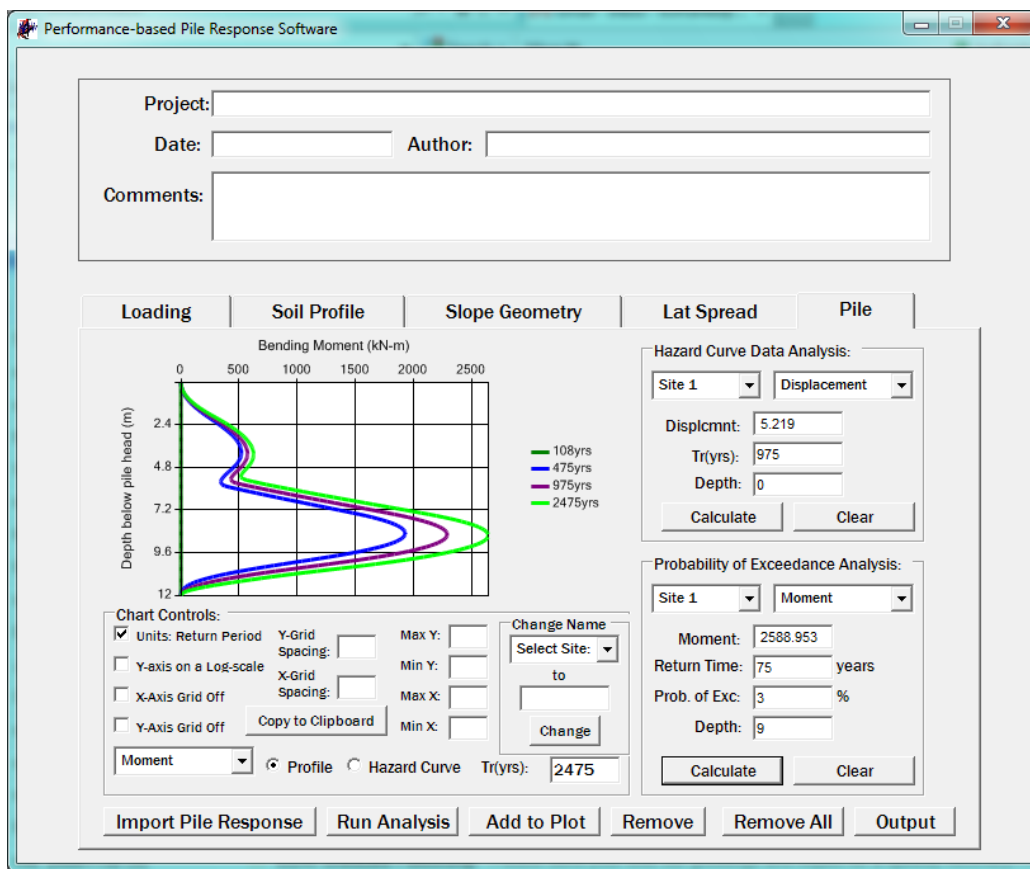 Performance-based Pile Response Software
Project:
Date:
Author:
Comments:
Loading
Soil Profile
Slope Geometry
Lat Spread
Pile
Bending Moment (kN-m)
0 500 1000 1500 2000 2500
Depth below pile head (m)
2.4
4.8
7.2
9.6
12
108yrs
475yrs
975yrs
2475yrs
Hazard Curve Data Analysis:
Site 1
Displacement
Displcmnt: 5.219
Tr(yrs): 975
Depth: 0
Calculate
Clear
Probability of Exceedance Analysis:
Site 1
Moment
Moment: 2588.953
Return Time: 75 years
Prob. of Exc: 3 %
Depth: 9
Calculate
Clear
Chart Controls:
Units: Return Period
Y-axis on a Log-scale
X-Axis Grid Off
Y-Axis Grid Off
Y-Grid
Spacing:
X-Grid
Spacing:
Copy to Clipboard
Max Y:
Min Y:
Max X:
Min X:
Change Name
Select Site:
to
Change
Moment
Profile
Hazard Curve
Tr(yrs): 2475
Import Pile Response
Run Analysis
Add to Plot
Remove
Remove All
Output